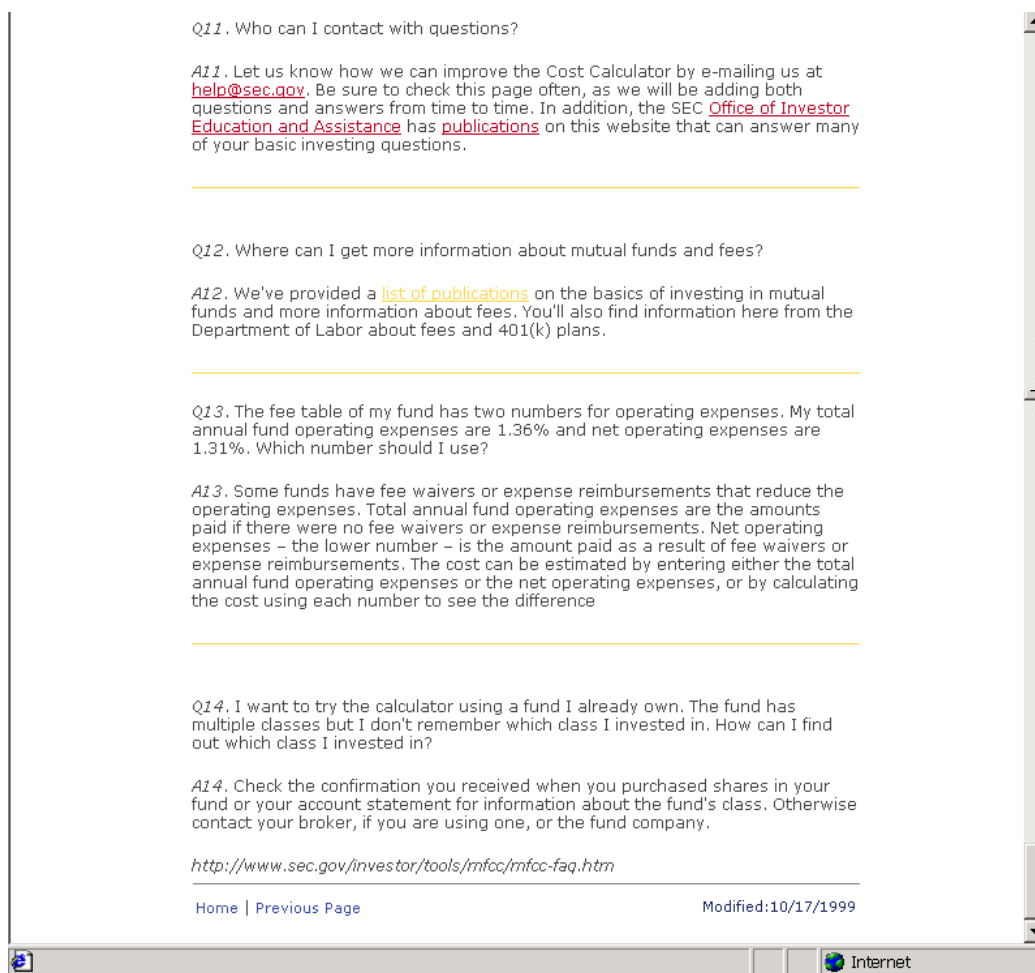 Q11. Who can I contact with questions?
A11. Let us know how we can improve the Cost Calculator by e-mailing us at
help@sec.gov. Be sure to check this page often, as we will be adding both
questions and answers from time to time. In addition, the SEC Office of Investor
Education and Assistance has publications on this website that can answer many
of your basic investing questions.
Q12. Where can I get more information about mutual funds and fees?
A12. We've provided a list of publications on the basics of investing in mutual
funds and more information about fees. You'll also find information here from the
Department of Labor about fees and 401(k) plans.
Q13. The fee table of my fund has two numbers for operating expenses. My total
annual fund operating expenses are 1.36% and net operating expenses are
1.31%. Which number should I use?
A13. Some funds have fee waivers or expense reimbursements that reduce the
operating expenses. Total annual fund operating expenses are the amounts
paid if there were no fee waivers or expense reimbursements. Net operating
expenses – the lower number – is the amount paid as a result of fee waivers or
expense reimbursements. The cost can be estimated by entering either the total
annual fund operating expenses or the net operating expenses, or by calculating
the cost using each number to see the difference
Q14. I want to try the calculator using a fund I already own. The fund has
multiple classes but I don't remember which class I invested in. How can I find
out which class I invested in?
A14. Check the confirmation you received when you purchased shares in your
fund or your account statement for information about the fund's class. Otherwise
contact your broker, if you are using one, or the fund company.
http://www.sec.gov/investor/tools/mfcc/mfcc-faq.htm
Home | Previous Page Modified:10/17/1999
Internet